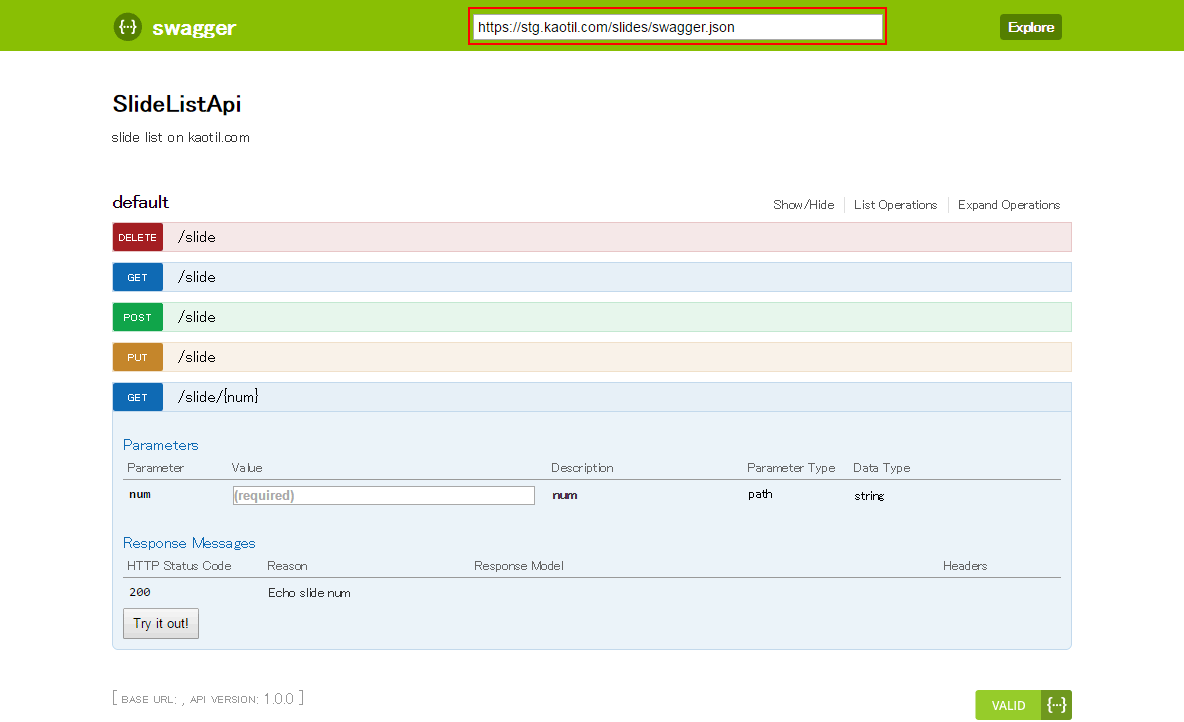 swagger https://stg.kaotil.com/slides/swagger.json Explore
SlideListApi
slide list on kaotil.com
default Show/Hide List Operations Expand Operations
DELETE /slide
GET /slide
POST /slide
PUT /slide
GET /slide/{num}
Parameters
Parameter Value Description Parameter Type Data Type
num (required) num path string
Response Messages
HTTP Status Code Reason Response Model Headers
200 Echo slide num
Try it out!
[ BASE URL: , API VERSION: 1.0.0 ]
VALID {···}